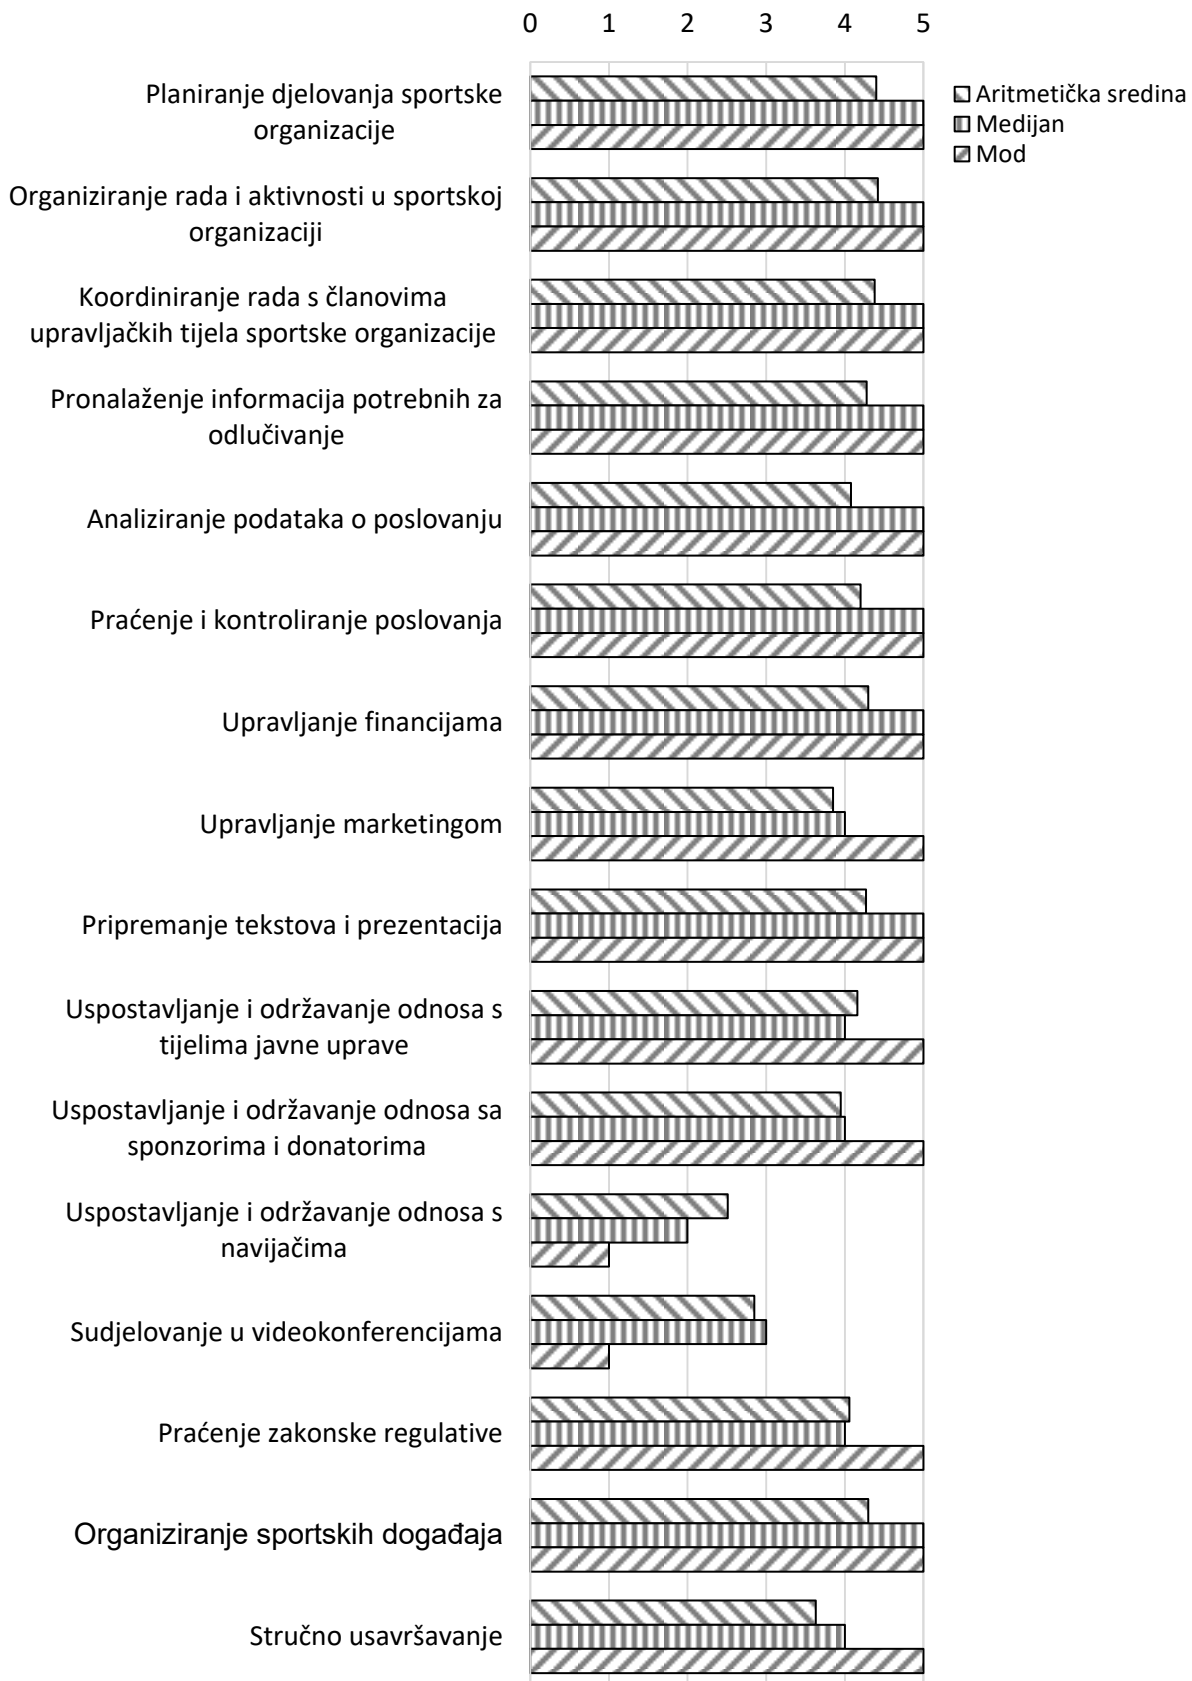 0 1 2 3 4 5
Planiranje djelovanja sportske
organizacije
Aritmetička sredina
Medijan
Mod
Organiziranje rada i aktivnosti u sportskoj
organizaciji
Koordiniranje rada s članovima
upravljačkih tijela sportske organizacije
Pronalaženje informacija potrebnih za
odlučivanje
Analiziranje podataka o poslovanju
Praćenje i kontroliranje poslovanja
Upravljanje financijama
Upravljanje marketingom
Pripremanje tekstova i prezentacija
Uspostavljanje i održavanje odnosa s
tijelima javne uprave
Uspostavljanje i održavanje odnosa sa
sponzorima i donatorima
Uspostavljanje i održavanje odnosa s
navijačima
Sudjelovanje u videokonferencijama
Praćenje zakonske regulative
Organiziranje sportskih događaja
Stručno usavršavanje